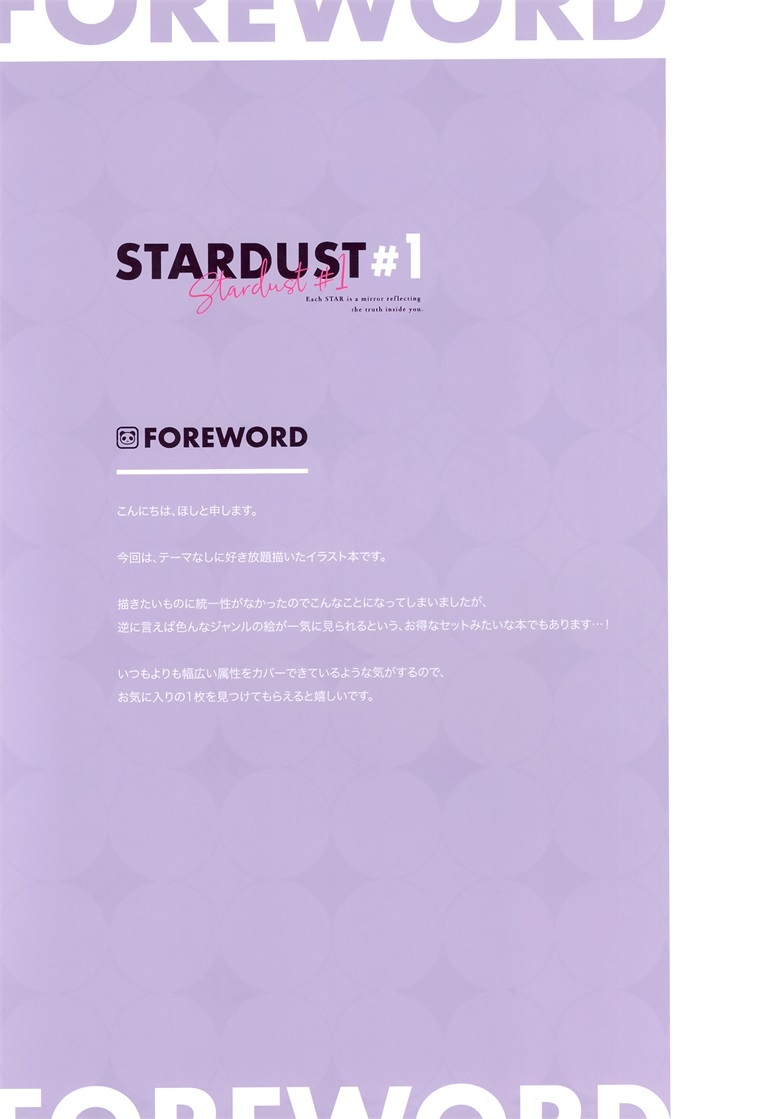 FOREWORD
STARDUST #1
Stardust #1
Each STAR is a mirror reflecting
the truth inside you.
FOREWORD
こんにちは、ほしと申します。
今回は、テーマなしに好き放題描いたイラスト本です。
描きたいものに統一性がなかったのでこんなことになってしまいましたが、
逆に言えば色んなジャンルの絵が一気に見られるという、お得なセットみたいな本でもあります…！
いつもよりも幅広い属性をカバーできているような気がするので、
お気に入りの1枚を見つけてもらえると嬉しいです。
FOREWORD